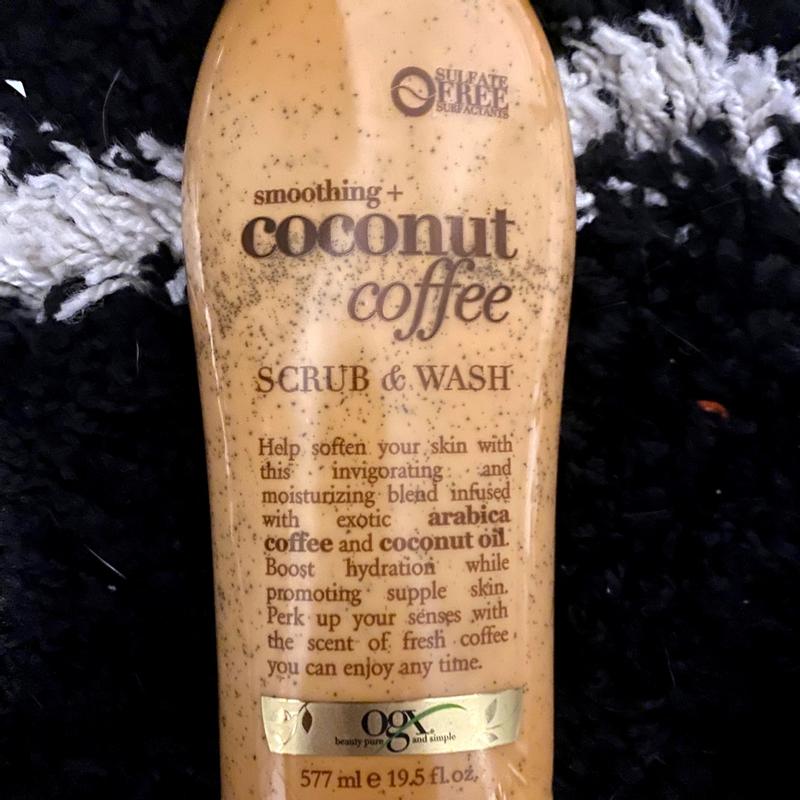 SULFATE
FREE
SURFACTANTS
smoothing +
coconut
coffee
SCRUB & WASH
Help soften your skin with
this invigorating and
moisturizing blend infused
with exotic arabica
coffee and coconut oil.
Boost hydration while
promoting supple skin.
Perk up your senses with
the scent of fresh coffee
you can enjoy any time.
ogx®
beauty pure and simple
577 ml e 19.5 fl.oz.